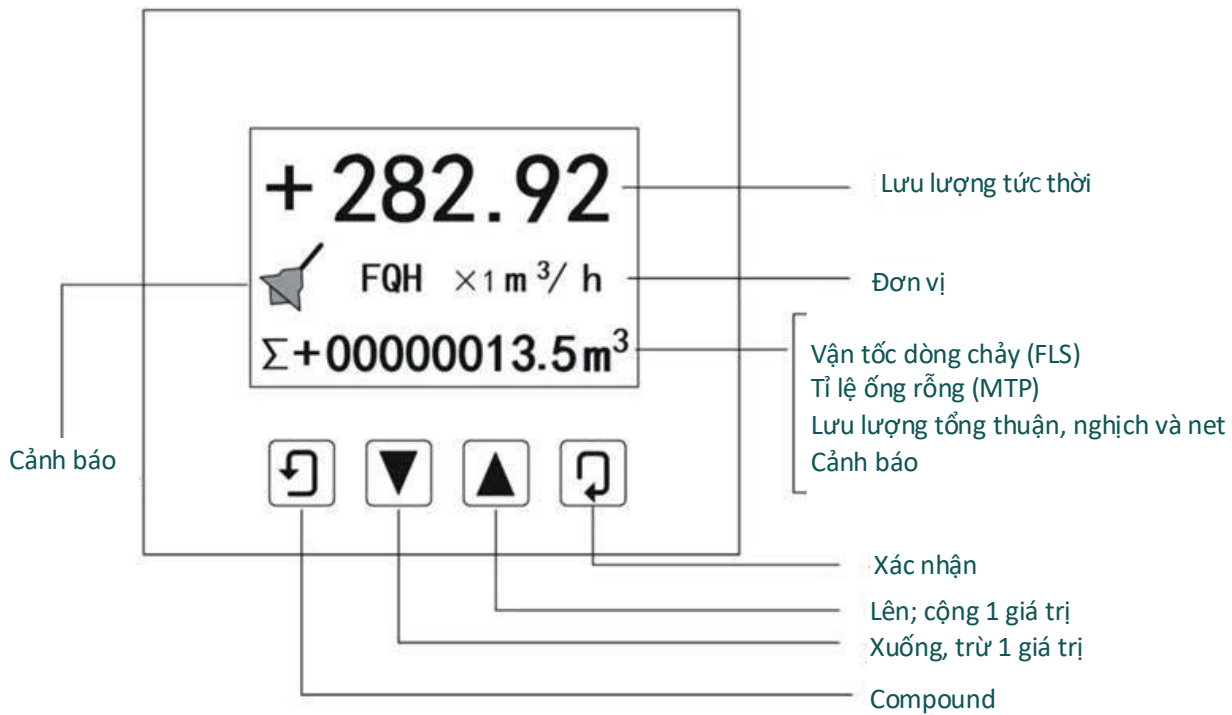 +282.92
Lưu lượng tức thời
FQH ×1 m³/ h
Đơn vị
Σ+00000013.5m³
Vận tốc dòng chảy (FLS)
Tỉ lệ ống rỗng (MTP)
Lưu lượng tổng thuận, nghịch và net
Cảnh báo
Cảnh báo
Xác nhận
Lên; cộng 1 giá trị
Xuống, trừ 1 giá trị
Compound